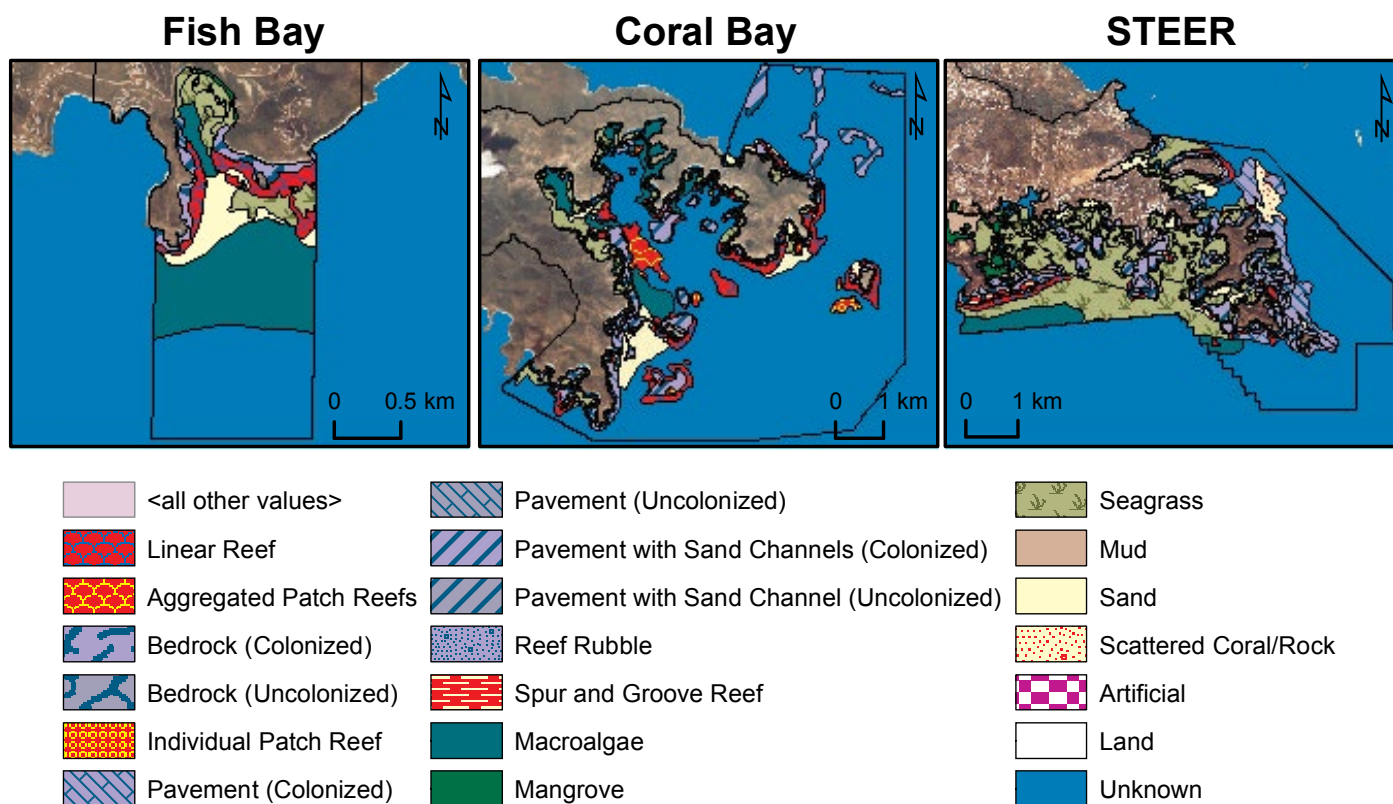 Fish Bay
Coral Bay
STEER
N
N
N
0 0.5 km
0 1 km
0 1 km
<all other values>
Linear Reef
Aggregated Patch Reefs
Bedrock (Colonized)
Bedrock (Uncolonized)
Individual Patch Reef
Pavement (Colonized)
Pavement (Uncolonized)
Pavement with Sand Channels (Colonized)
Pavement with Sand Channel (Uncolonized)
Reef Rubble
Spur and Groove Reef
Macroalgae
Mangrove
Seagrass
Mud
Sand
Scattered Coral/Rock
Artificial
Land
Unknown